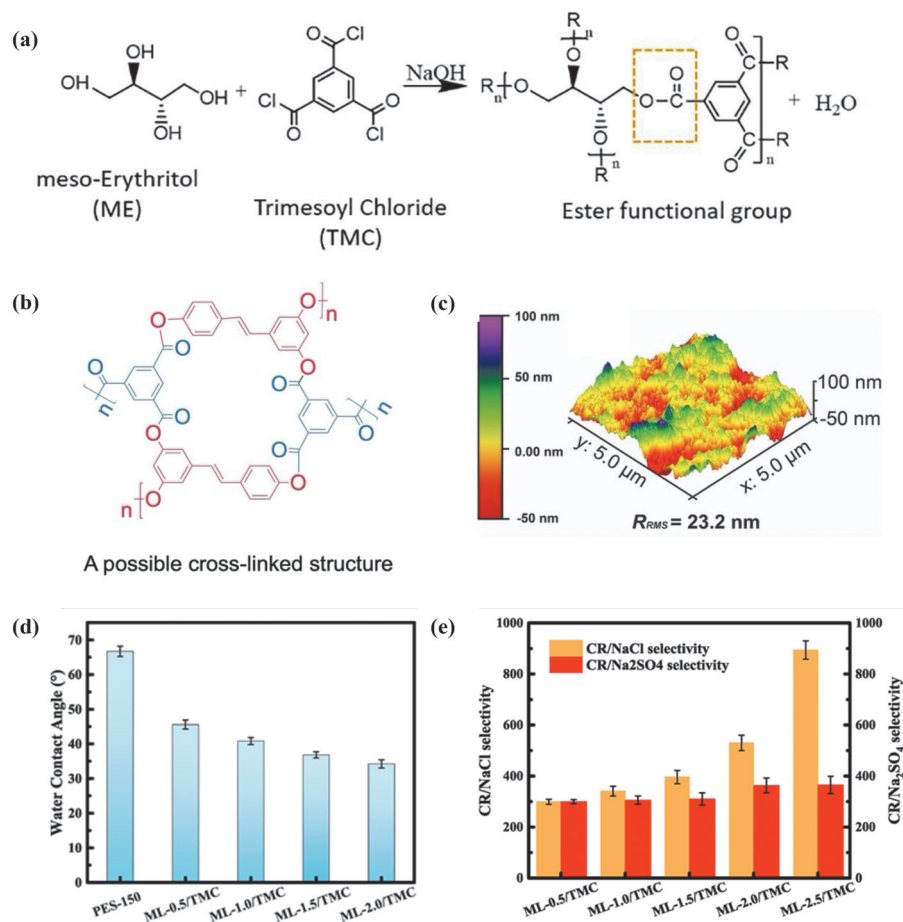 (a)
OH
HO
OH
OH
+
O
Cl
Cl
O
O
Cl
NaOH
R
n
O
R
n
O
O
O
n
R
O
O
R
R
O
n
+ H₂O
meso-Erythritol
(ME)
Trimesoyl Chloride
(TMC)
Ester functional group
(b)
O
n
O
O
O
O
O
n
O
O
n
O
O
O
O
n
O
A possible cross-linked structure
(c)
100 nm
50 nm
0.00 nm
-50 nm
100 nm
-50 nm
y: 5.0 µm
x: 5.0 µm
RRMS = 23.2 nm
(d)
Water Contact Angle (°)
70
60
50
40
30
20
10
0
PES-150
ML-0.5/TMC
ML-1.0/TMC
ML-1.5/TMC
ML-2.0/TMC
(e)
CR/NaCl selectivity
1000
800
600
400
200
0
CR/NaCl selectivity
CR/Na2SO4 selectivity
1000
800
600
400
200
0
CR/Na₂SO₄ selectivity
ML-0.5/TMC
ML-1.0/TMC
ML-1.5/TMC
ML-2.0/TMC
ML-2.5/TMC